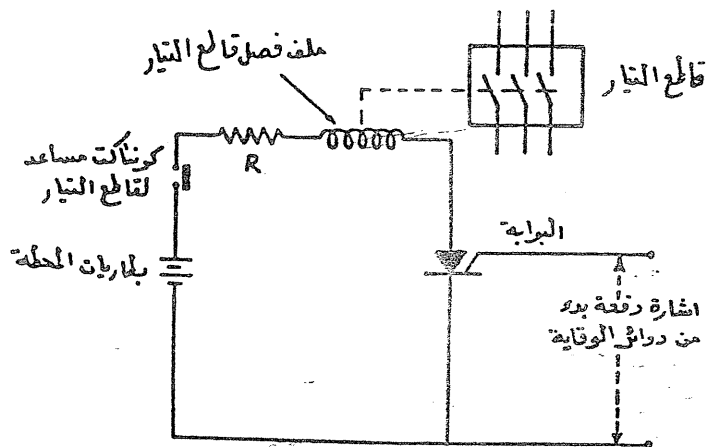 ملف فصل قاطع التيار
قاطع التيار
كونتاكت مساعد
لقاطع التيار
R
البوابة
بطاريات المحطة
اشارة دفعة بدء
من دوائر الوقاية